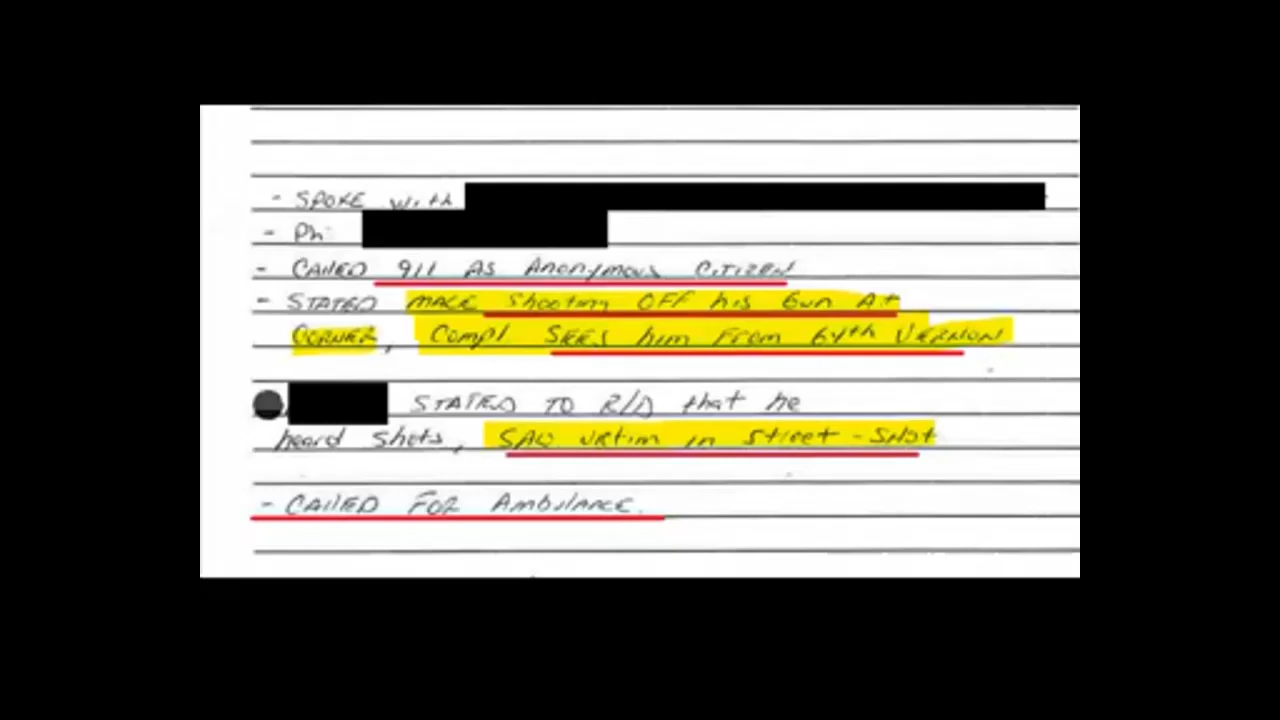 - SPOKE with
- Ph:
- CALLED 911 AS Anonymous CITIZEN
- STATED MALE Shooting OFF his Gun At
CORNER, Compl SEES him From 64th VERNON
STATED TO R/D that he
heard shots, SAW victim in street - Shot
- CALLED FOR Ambulance.